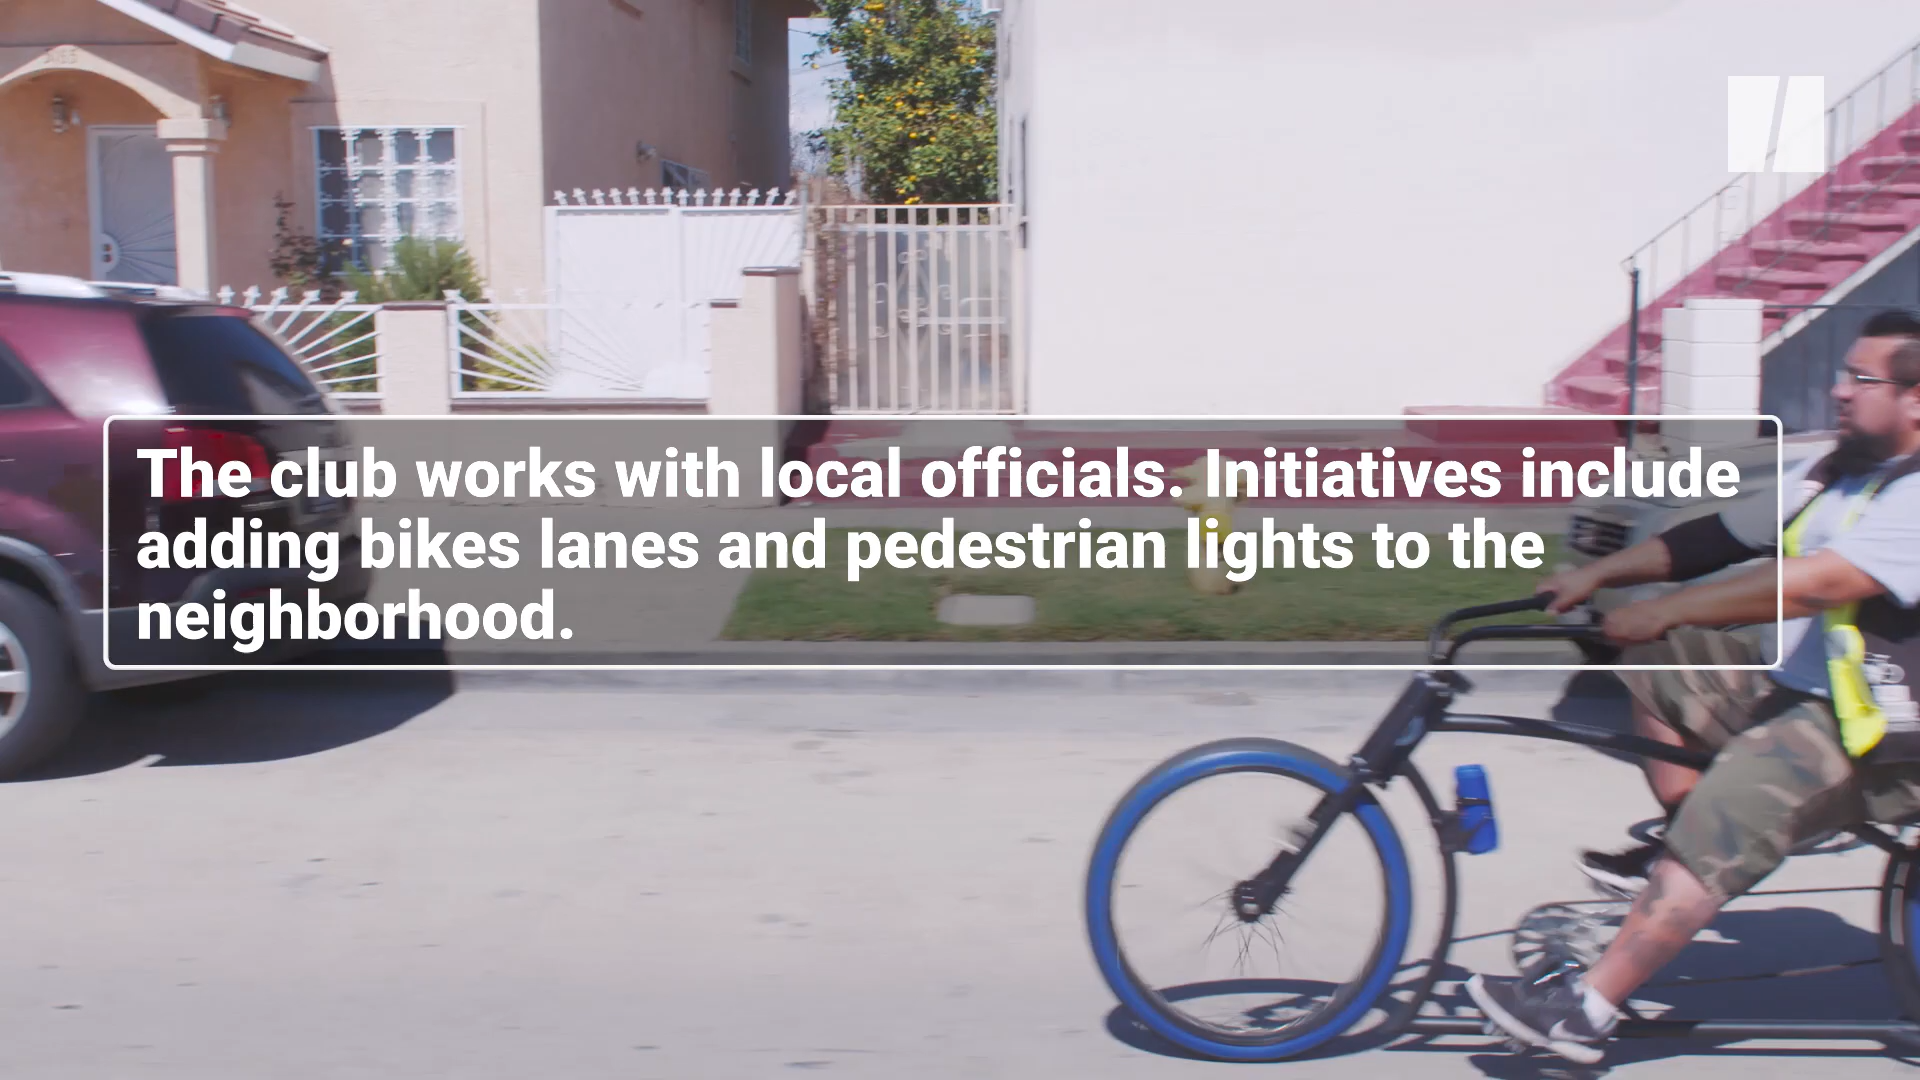 The club works with local officials. Initiatives include
adding bikes lanes and pedestrian lights to the
neighborhood.